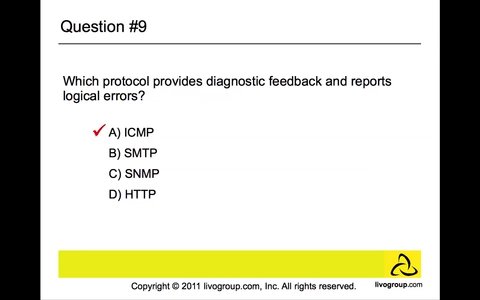 Question #9
Which protocol provides diagnostic feedback and reports
logical errors?
A) ICMP
B) SMTP
C) SNMP
D) HTTP
Copyright © 2011 livogroup.com, Inc. All rights reserved.
livogroup.com